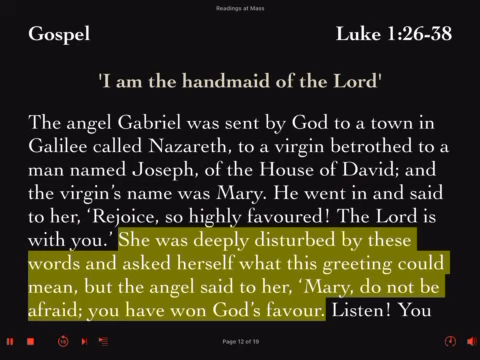 Readings at Mass
Gospel Luke 1:26-38
'I am the handmaid of the Lord'
The angel Gabriel was sent by God to a town in
Galilee called Nazareth, to a virgin betrothed to a
man named Joseph, of the House of David; and
the virgin’s name was Mary. He went in and said
to her, ‘Rejoice, so highly favoured! The Lord is
with you.’ She was deeply disturbed by these
words and asked herself what this greeting could
mean, but the angel said to her, ‘Mary, do not be
afraid; you have won God’s favour. Listen! You
15
Page 12 of 19